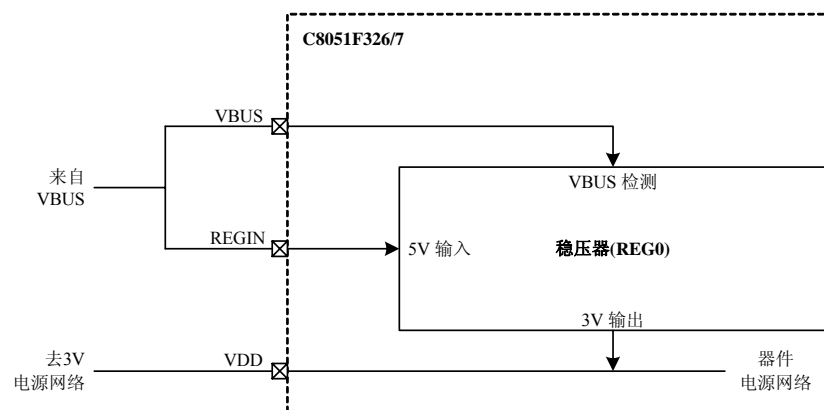 C8051F326/7
VBUS
来自
VBUS
VBUS 检测
REGIN
5V 输入
稳压器(REG0)
3V 输出
去3V
电源网络
VDD
器件
电源网络